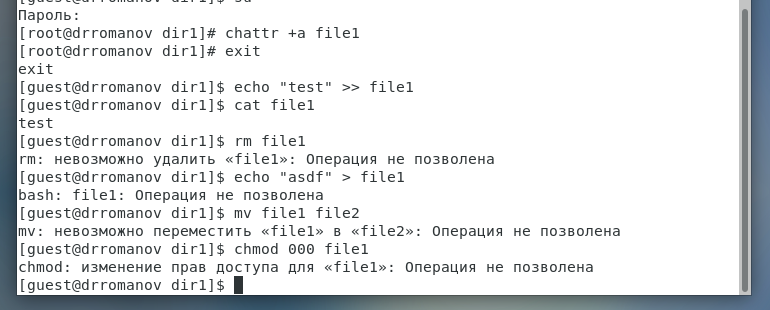 [guest@drromanov dir1]$ su
Пароль:
[root@drromanov dir1]# chattr +a file1
[root@drromanov dir1]# exit
exit
[guest@drromanov dir1]$ echo "test" >> file1
[guest@drromanov dir1]$ cat file1
test
[guest@drromanov dir1]$ rm file1
rm: невозможно удалить «file1»: Операция не позволена
[guest@drromanov dir1]$ echo "asdf" > file1
bash: file1: Операция не позволена
[guest@drromanov dir1]$ mv file1 file2
mv: невозможно переместить «file1» в «file2»: Операция не позволена
[guest@drromanov dir1]$ chmod 000 file1
chmod: изменение прав доступа для «file1»: Операция не позволена
[guest@drromanov dir1]$